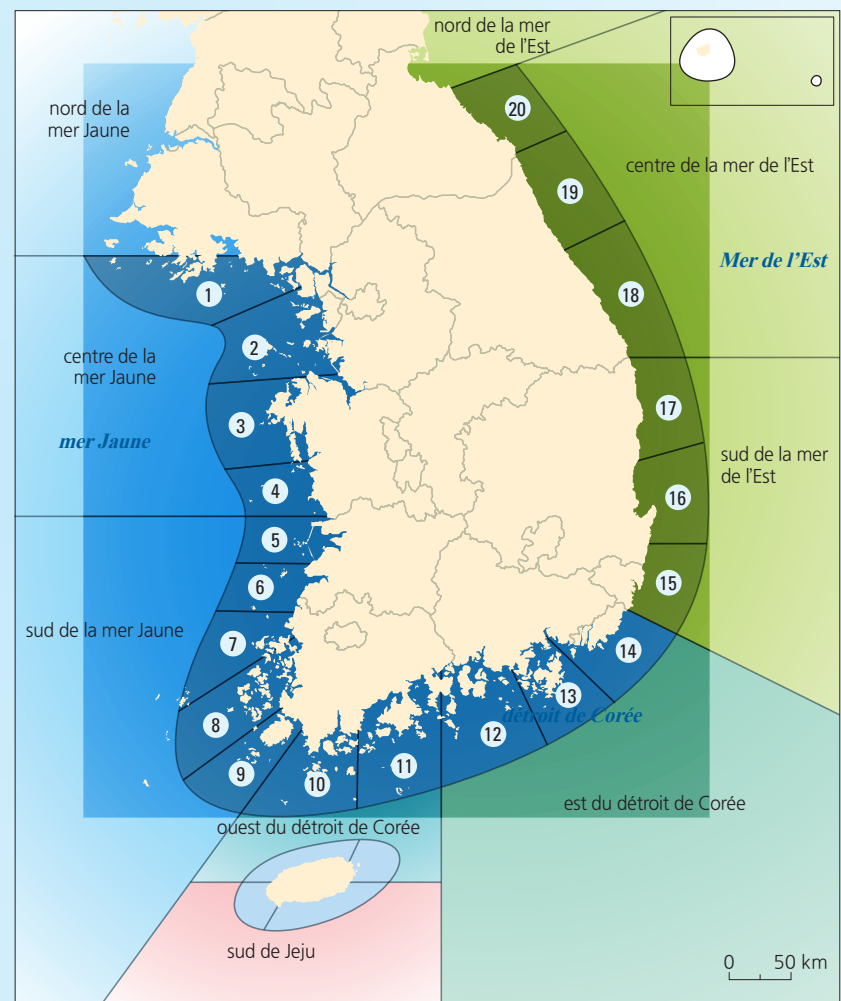 nord de la mer
de l'Est
nord de la
mer Jaune
20
centre de la mer de l'Est
19
Mer de l'Est
1
18
2
centre de la
mer Jaune
17
3
mer Jaune
sud de la mer
de l'Est
4
16
5
15
6
sud de la mer Jaune
7
14
13
détroit de Corée
8
12
9
11
10
est du détroit de Corée
ouest du détroit de Corée
sud de Jeju
0 50 km